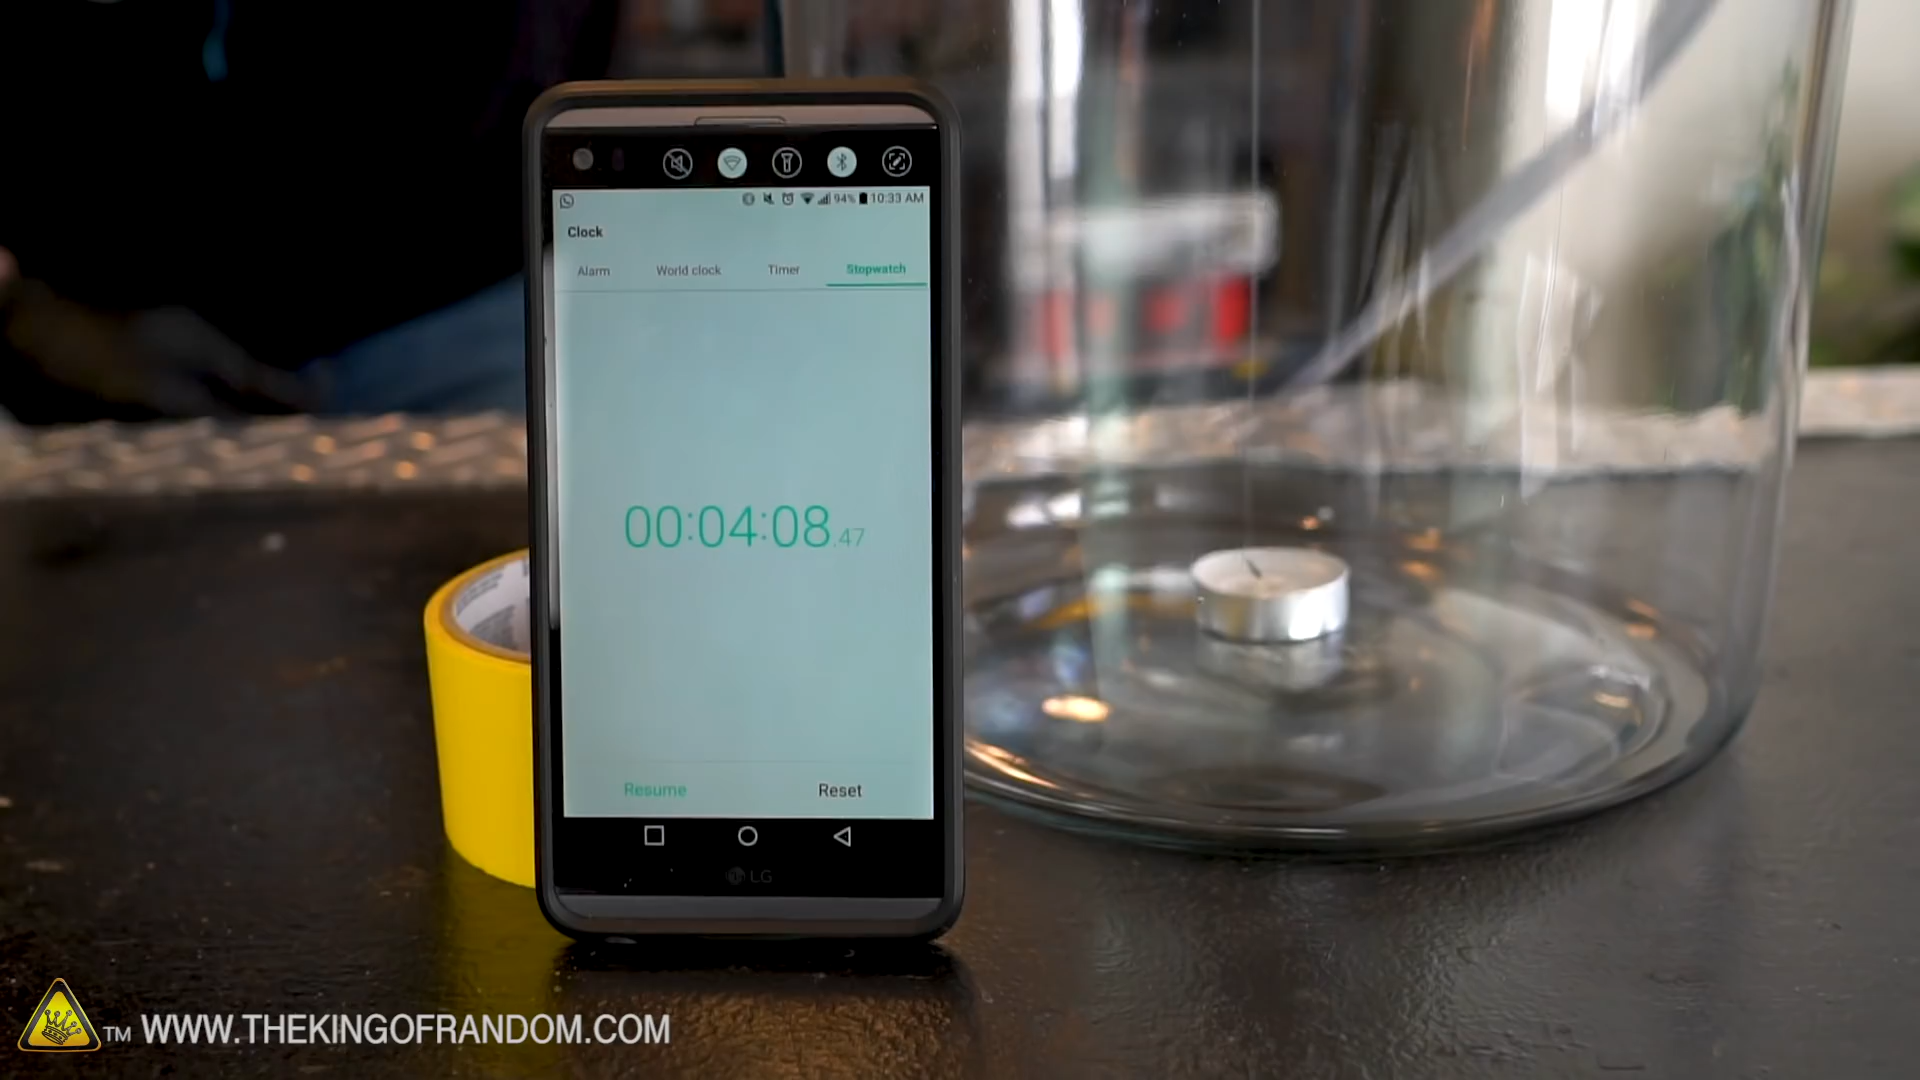 94% 10:33 AM
Clock
Alarm World clock Timer Stopwatch
00:04:08.47
Resume Reset
LG
TM WWW.THEKINGOFRANDOM.COM